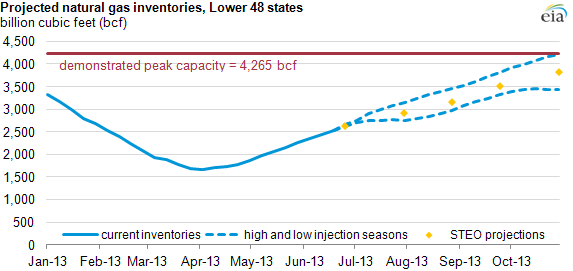 Projected natural gas inventories, Lower 48 states
billion cubic feet (bcf)
eia
4,500
4,000
3,500
3,000
2,500
2,000
1,500
1,000
500
0
demonstrated peak capacity = 4,265 bcf
current inventories
high and low injection seasons
STEO projections
Jan-13 Feb-13 Mar-13 Apr-13 May-13 Jun-13 Jul-13 Aug-13 Sep-13 Oct-13